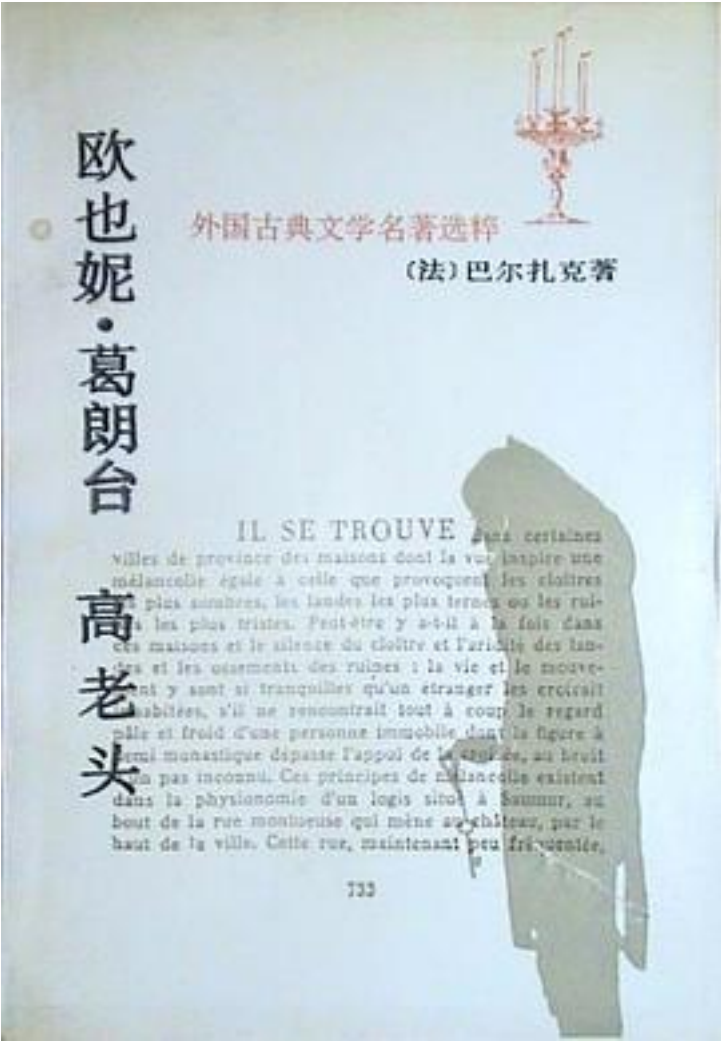 欧也妮·葛朗台 高老头
外国古典文学名著选粹
(法)巴尔扎克著
IL SE TROUVE dans certaines
villes de province des maisons dont la vue inspire une
mélancolie égale à celle que provoquent les cloîtres
plus sombres, les landes les plus ternes ou les rui-
les plus tristes. Peut-être y a-t-il à la fois dans
ces maisons et le silence du cloître et l'aridité des lan-
des et les ossements des ruines : la vie et le mouve-
y sont si tranquilles qu'un étranger les croirait
inhabitées, s'il ne rencontrait tout à coup le regard
pâle et froid d'une personne immobile dont la figure à
demi monastique dépasse l'appui de la croisée, au bruit
pas inconnu. Ces principes de mélancolie existent
dans la physionomie d'un logis situé à Saumur, au
bout de la rue montueuse qui mène au château, par le
haut de la ville. Cette rue, maintenant peu fréquentée,
733